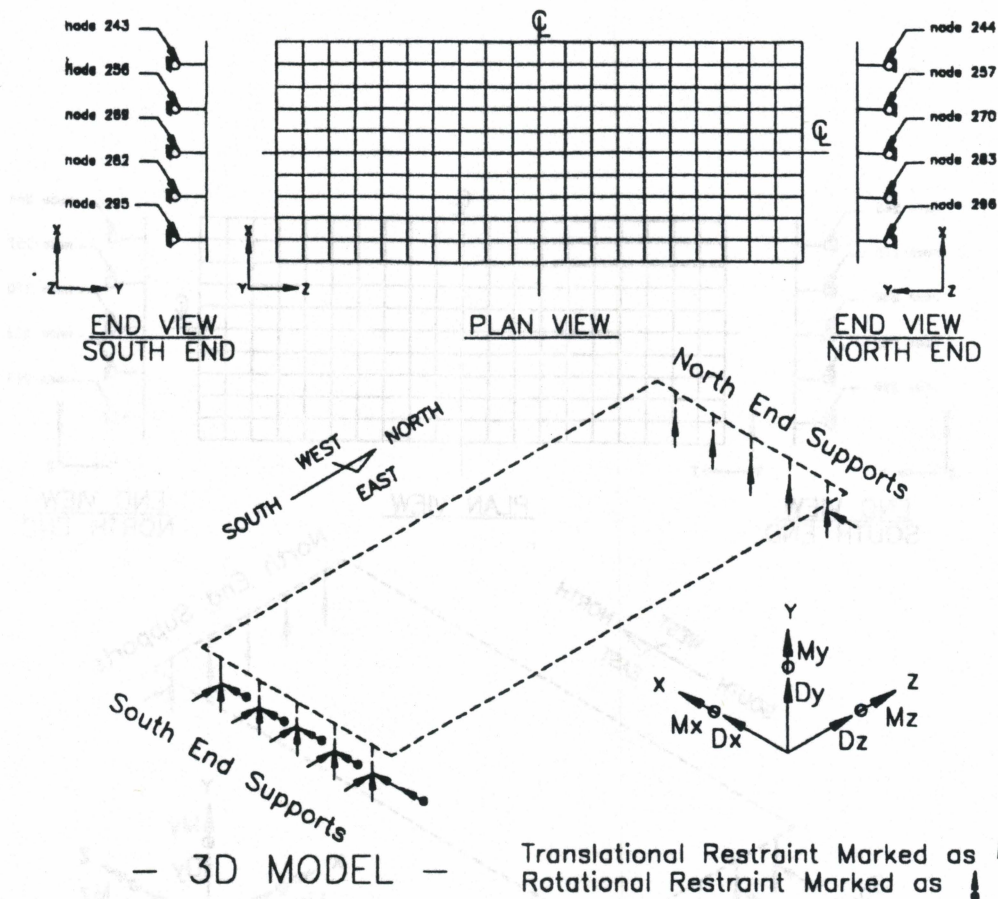 node 243
node 256
node 269
node 282
node 295
node 244
node 257
node 270
node 283
node 296
℄
℄
X
Z
Y
X
Y
Z
X
Y
Z
END VIEW
SOUTH END
PLAN VIEW
END VIEW
NORTH END
North End Supports
WEST
NORTH
SOUTH
EAST
Y
My
Dy
X
Mx
Dx
Z
Mz
Dz
South End Supports
- 3D MODEL -
Translational Restraint Marked as
Rotational Restraint Marked as